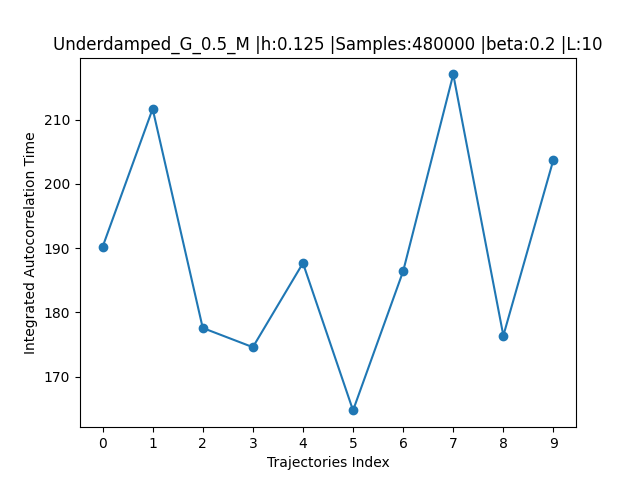 Underdamped_G_0.5_M |h:0.125 |Samples:480000 |beta:0.2 |L:10
Integrated Autocorrelation Time
210
200
190
180
170
0 1 2 3 4 5 6 7 8 9
Trajectories Index